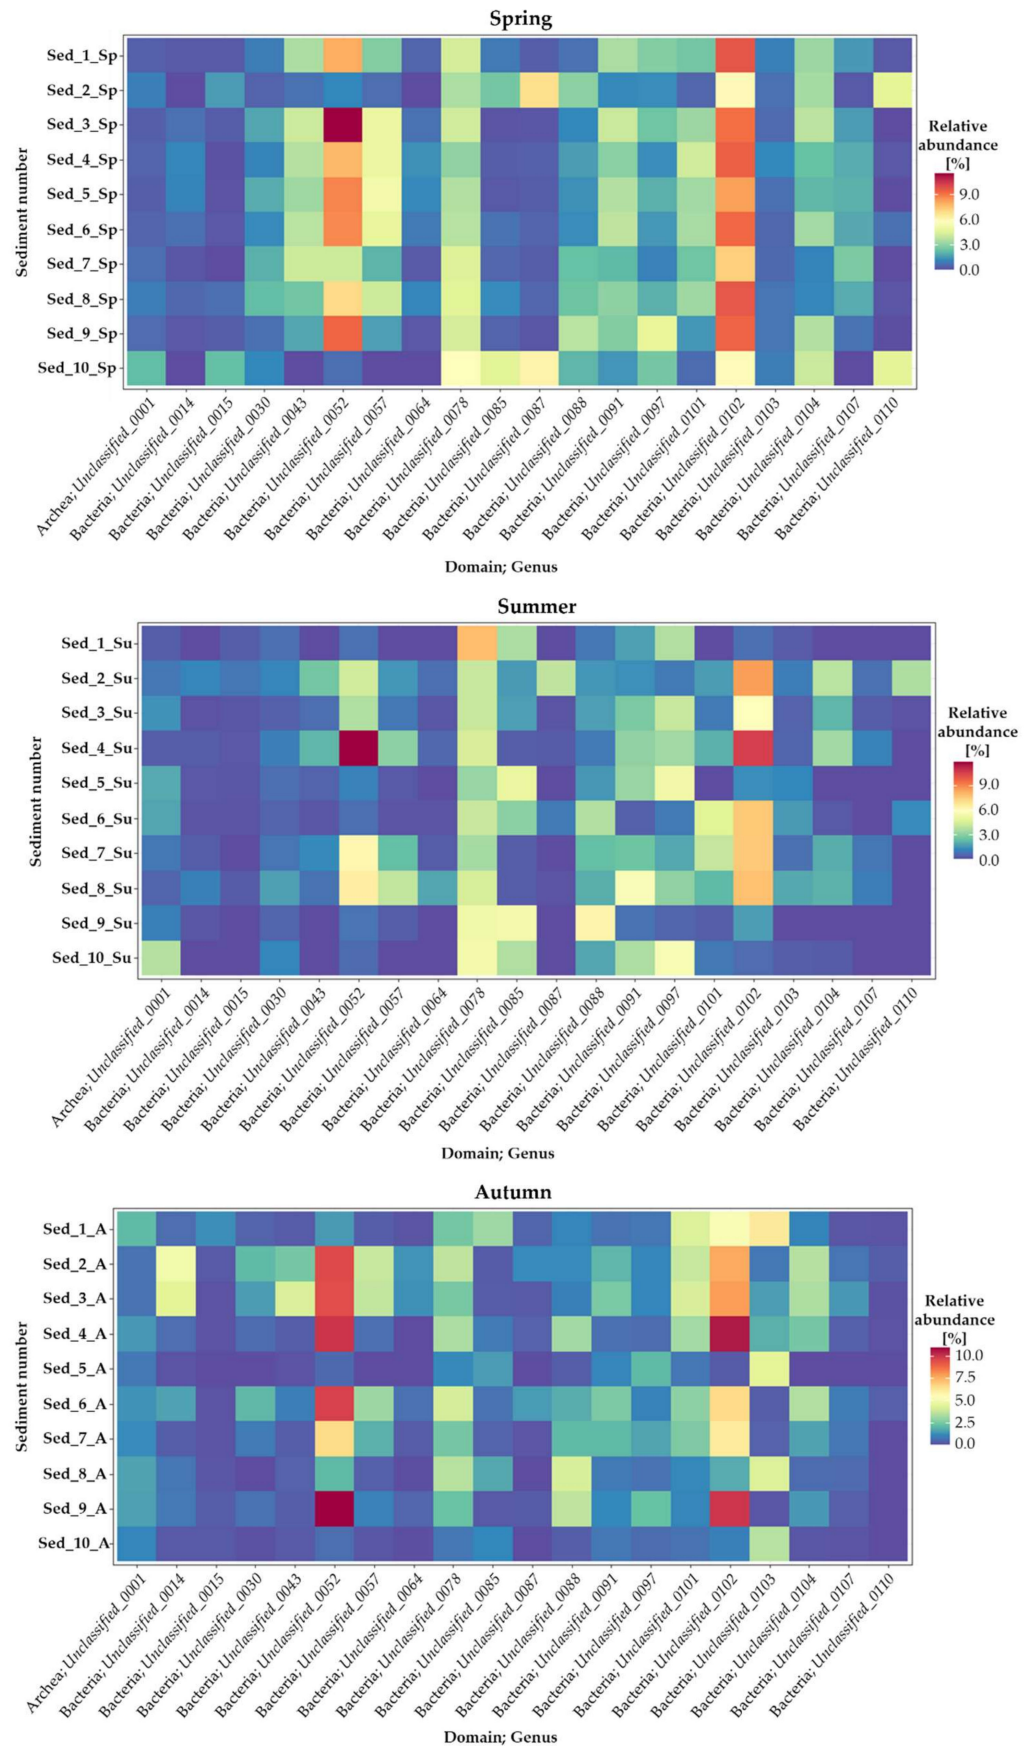 Spring
Sed_1_Sp
Sed_2_Sp
Sed_3_Sp
Sed_4_Sp
Sed_5_Sp
Sed_6_Sp
Sed_7_Sp
Sed_8_Sp
Sed_9_Sp
Sed_10_Sp
Sediment number
Relative
abundance
[%]
9.0
6.0
3.0
0.0
Archea; Unclassified_0001
Bacteria; Unclassified_0014
Bacteria; Unclassified_0015
Bacteria; Unclassified_0030
Bacteria; Unclassified_0043
Bacteria; Unclassified_0052
Bacteria; Unclassified_0057
Bacteria; Unclassified_0064
Bacteria; Unclassified_0078
Bacteria; Unclassified_0085
Bacteria; Unclassified_0087
Bacteria; Unclassified_0088
Bacteria; Unclassified_0091
Bacteria; Unclassified_0097
Bacteria; Unclassified_0101
Bacteria; Unclassified_0102
Bacteria; Unclassified_0103
Bacteria; Unclassified_0104
Bacteria; Unclassified_0107
Bacteria; Unclassified_0110
Domain; Genus
Summer
Sed_1_Su
Sed_2_Su
Sed_3_Su
Sed_4_Su
Sed_5_Su
Sed_6_Su
Sed_7_Su
Sed_8_Su
Sed_9_Su
Sed_10_Su
Sediment number
Relative
abundance
[%]
9.0
6.0
3.0
0.0
Archea; Unclassified_0001
Bacteria; Unclassified_0014
Bacteria; Unclassified_0015
Bacteria; Unclassified_0030
Bacteria; Unclassified_0043
Bacteria; Unclassified_0052
Bacteria; Unclassified_0057
Bacteria; Unclassified_0064
Bacteria; Unclassified_0078
Bacteria; Unclassified_0085
Bacteria; Unclassified_0087
Bacteria; Unclassified_0088
Bacteria; Unclassified_0091
Bacteria; Unclassified_0097
Bacteria; Unclassified_0101
Bacteria; Unclassified_0102
Bacteria; Unclassified_0103
Bacteria; Unclassified_0104
Bacteria; Unclassified_0107
Bacteria; Unclassified_0110
Domain; Genus
Autumn
Sed_1_A
Sed_2_A
Sed_3_A
Sed_4_A
Sed_5_A
Sed_6_A
Sed_7_A
Sed_8_A
Sed_9_A
Sed_10_A
Sediment number
Relative
abundance
[%]
10.0
7.5
5.0
2.5
0.0
Archea; Unclassified_0001
Bacteria; Unclassified_0014
Bacteria; Unclassified_0015
Bacteria; Unclassified_0030
Bacteria; Unclassified_0043
Bacteria; Unclassified_0052
Bacteria; Unclassified_0057
Bacteria; Unclassified_0064
Bacteria; Unclassified_0078
Bacteria; Unclassified_0085
Bacteria; Unclassified_0087
Bacteria; Unclassified_0088
Bacteria; Unclassified_0091
Bacteria; Unclassified_0097
Bacteria; Unclassified_0101
Bacteria; Unclassified_0102
Bacteria; Unclassified_0103
Bacteria; Unclassified_0104
Bacteria; Unclassified_0107
Bacteria; Unclassified_0110
Domain; Genus